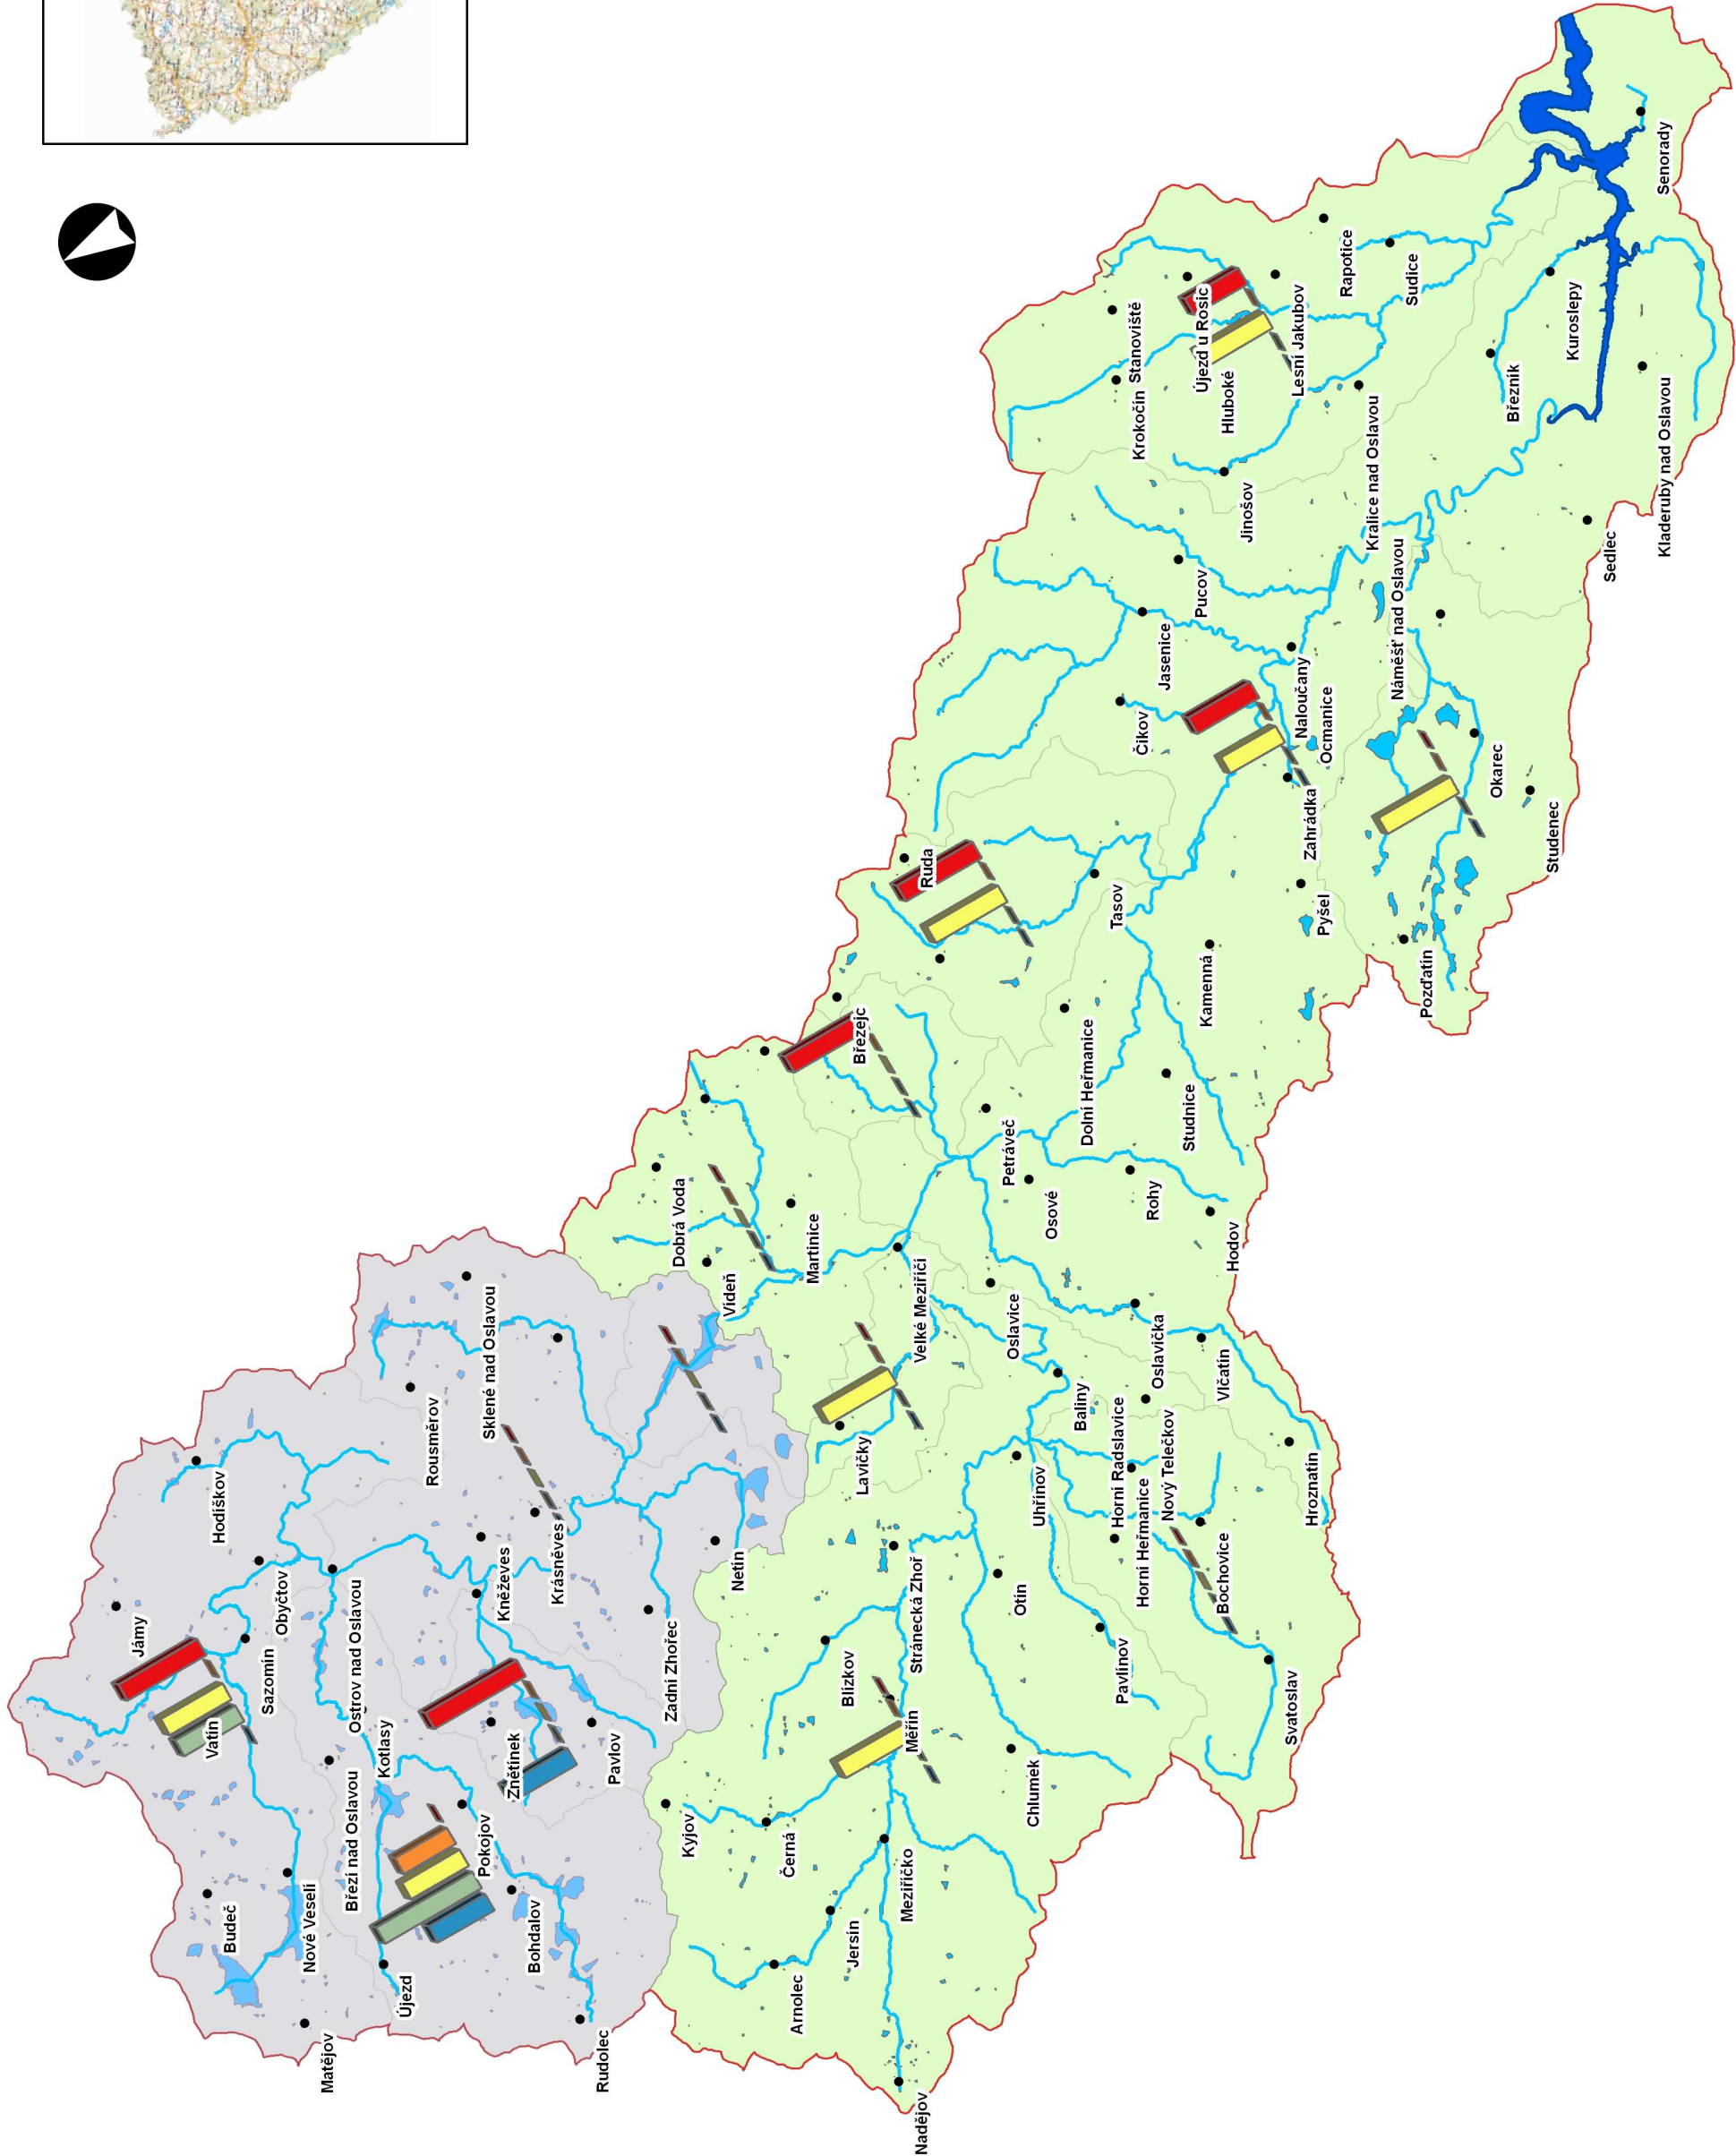 Matějov
Budeč
Nové Veselí
Újezd
Březí nad Oslavou
Rudolec
Bohdalov
Pokojov
Kotlasy
Znětínek
Pavlov
Vatín
Jámy
Sazomín
Obyčtov
Ostrov nad Oslavou
Hodíškov
Kněževes
Krásněves
Zadní Zhořec
Netín
Rousměrov
Sklené nad Oslavou
Vídeň
Dobrá Voda
Martinice
Nadějov
Arnolec
Jersín
Meziříčko
Černá
Kyjov
Měřín
Blízkov
Stránecká Zhoř
Lavičky
Velké Meziříčí
Chlumek
Otín
Pavlínov
Svatoslav
Bochovice
Horní Heřmanice
Nový Telečkov
Horní Radslavice
Uhřínov
Baliny
Oslavice
Oslavička
Vlčatín
Hroznatín
Hodov
Rohy
Osové
Petráveč
Dolní Heřmanice
Studnice
Kamenná
Březejc
Ruda
Tasov
Pyšel
Pozďatín
Zahrádka
Ocmanice
Naloučany
Čikov
Jasenice
Pucov
Jinošov
Studenec
Okarec
Náměšť nad Oslavou
Kralice nad Oslavou
Sedlec
Kladeruby nad Oslavou
Krokočín
Stanoviště
Hluboké
Újezd u Rosic
Lesní Jakubov
Rapotice
Sudice
Březník
Kuroslepy
Senorady